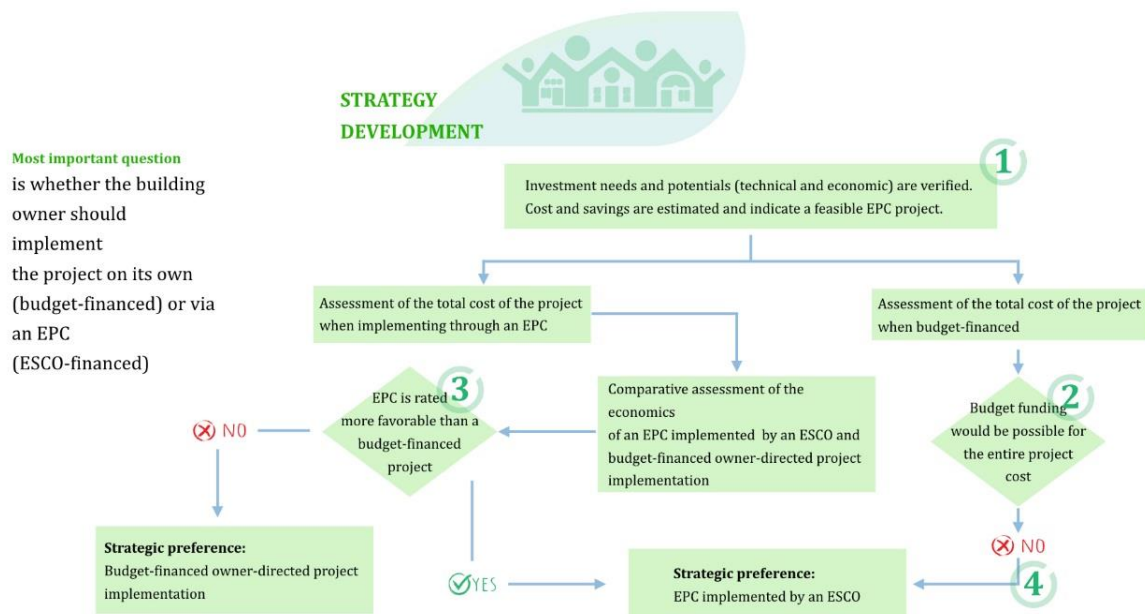 STRATEGY
DEVELOPMENT
Most important question
is whether the building
owner should
implement
the project on its own
(budget-financed) or via
an EPC
(ESCO-financed)
1
Investment needs and potentials (technical and economic) are verified.
Cost and savings are estimated and indicate a feasible EPC project.
Assessment of the total cost of the project
when implementing through an EPC
Assessment of the total cost of the project
when budget-financed
2
Budget funding
would be possible for
the entire project
cost
Comparative assessment of the
economics
of an EPC implemented by an ESCO and
budget-financed owner-directed project
implementation
3
EPC is rated
more favorable than a
budget-financed
project
NO
Strategic preference:
Budget-financed owner-directed project
implementation
YES
NO
4
Strategic preference:
EPC implemented by an ESCO